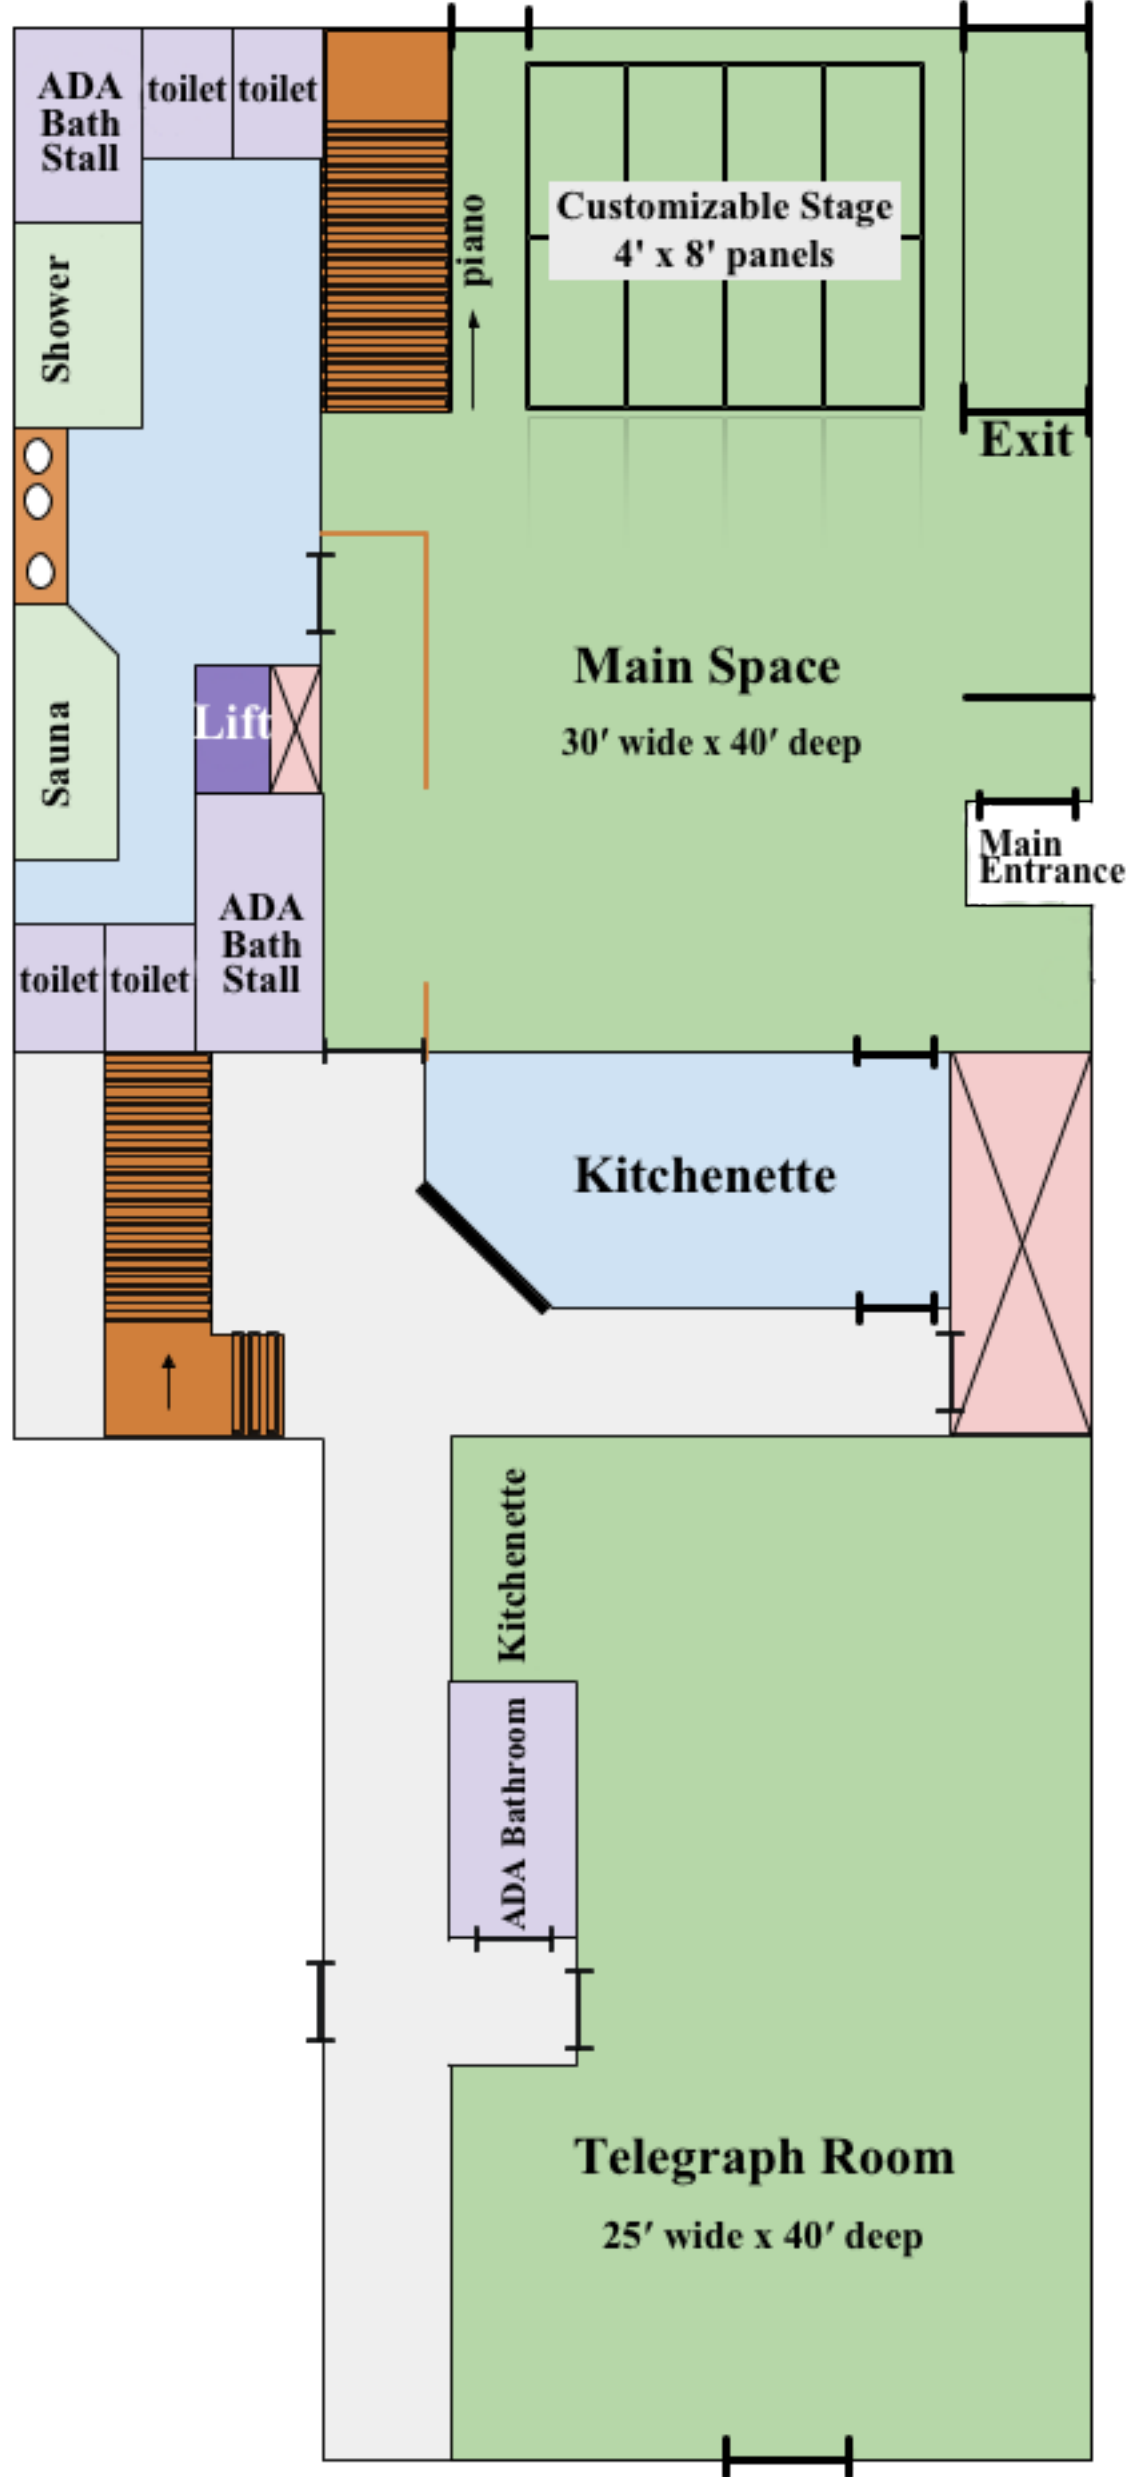 ADA
Bath
Stall
toilet
toilet
Shower
piano
Customizable Stage
4' x 8' panels
Exit
Main Space
30′ wide x 40′ deep
Lift
Sauna
Main
Entrance
ADA
Bath
Stall
toilet
toilet
Kitchenette
Kitchenette
ADA Bathroom
Telegraph Room
25′ wide x 40′ deep